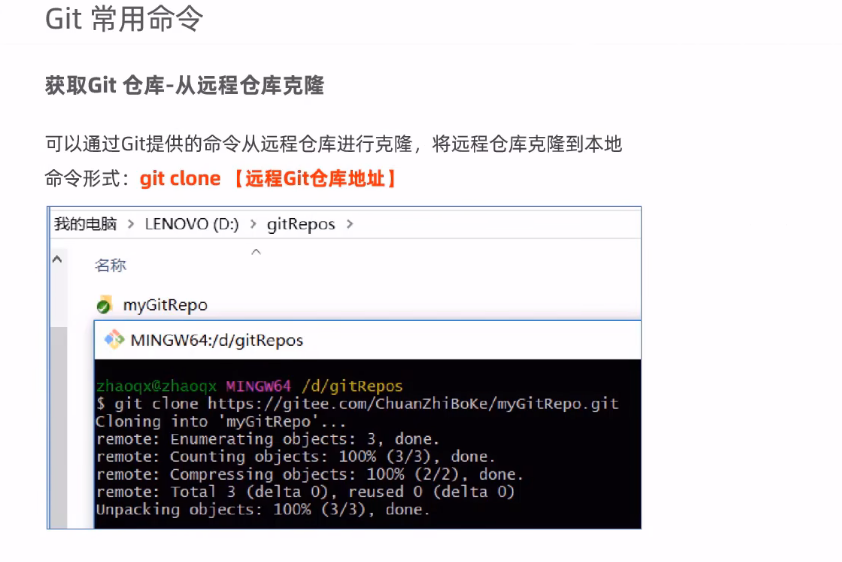 Git 常用命令
获取Git 仓库-从远程仓库克隆
可以通过Git提供的命令从远程仓库进行克隆，将远程仓库克隆到本地
命令形式：git clone 【远程Git仓库地址】
我的电脑 > LENOVO (D:) > gitRepos >
名称
myGitRepo
MINGW64:/d/gitRepos
zhaoqx@zhaoqx MINGW64 /d/gitRepos
$ git clone https://gitee.com/ChuanZhiBoKe/myGitRepo.git
Cloning into 'myGitRepo'...
remote: Enumerating objects: 3, done.
remote: Counting objects: 100% (3/3), done.
remote: Compressing objects: 100% (2/2), done.
remote: Total 3 (delta 0), reused 0 (delta 0)
Unpacking objects: 100% (3/3), done.